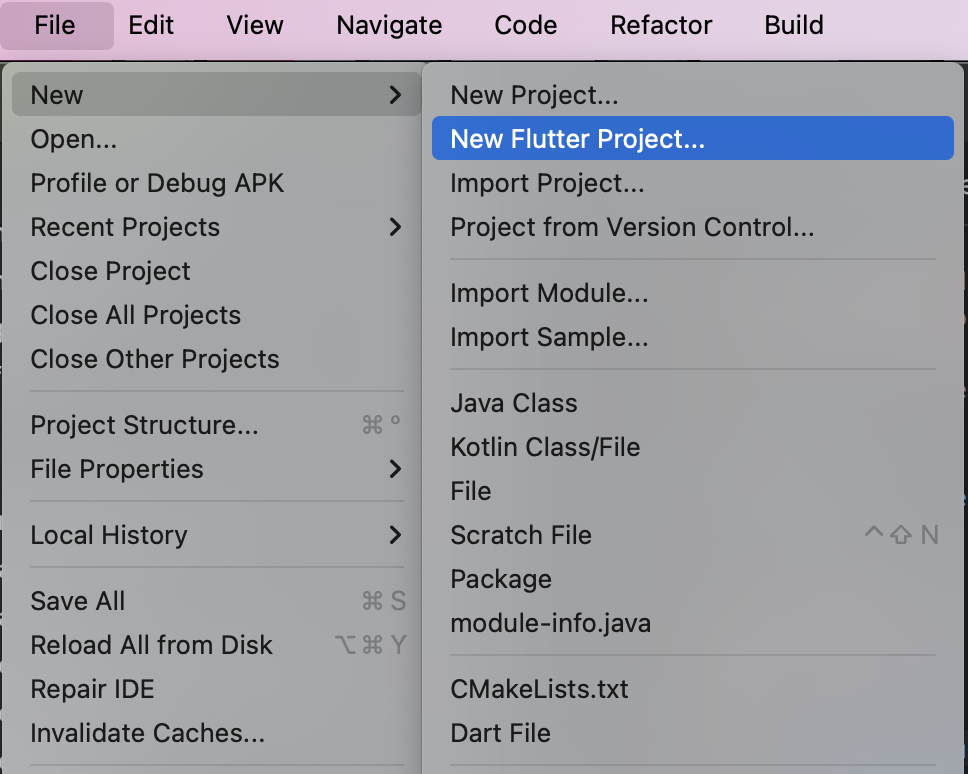 File Edit View Navigate Code Refactor Build
New
Open...
Profile or Debug APK
Recent Projects
Close Project
Close All Projects
Close Other Projects
Project Structure... ⌘ º
File Properties
Local History
Save All ⌘ S
Reload All from Disk ⌥ ⌘ Y
Repair IDE
Invalidate Caches...
New Project...
New Flutter Project...
Import Project...
Project from Version Control...
Import Module...
Import Sample...
Java Class
Kotlin Class/File
File
Scratch File ^ ⇧ N
Package
module-info.java
CMakeLists.txt
Dart File